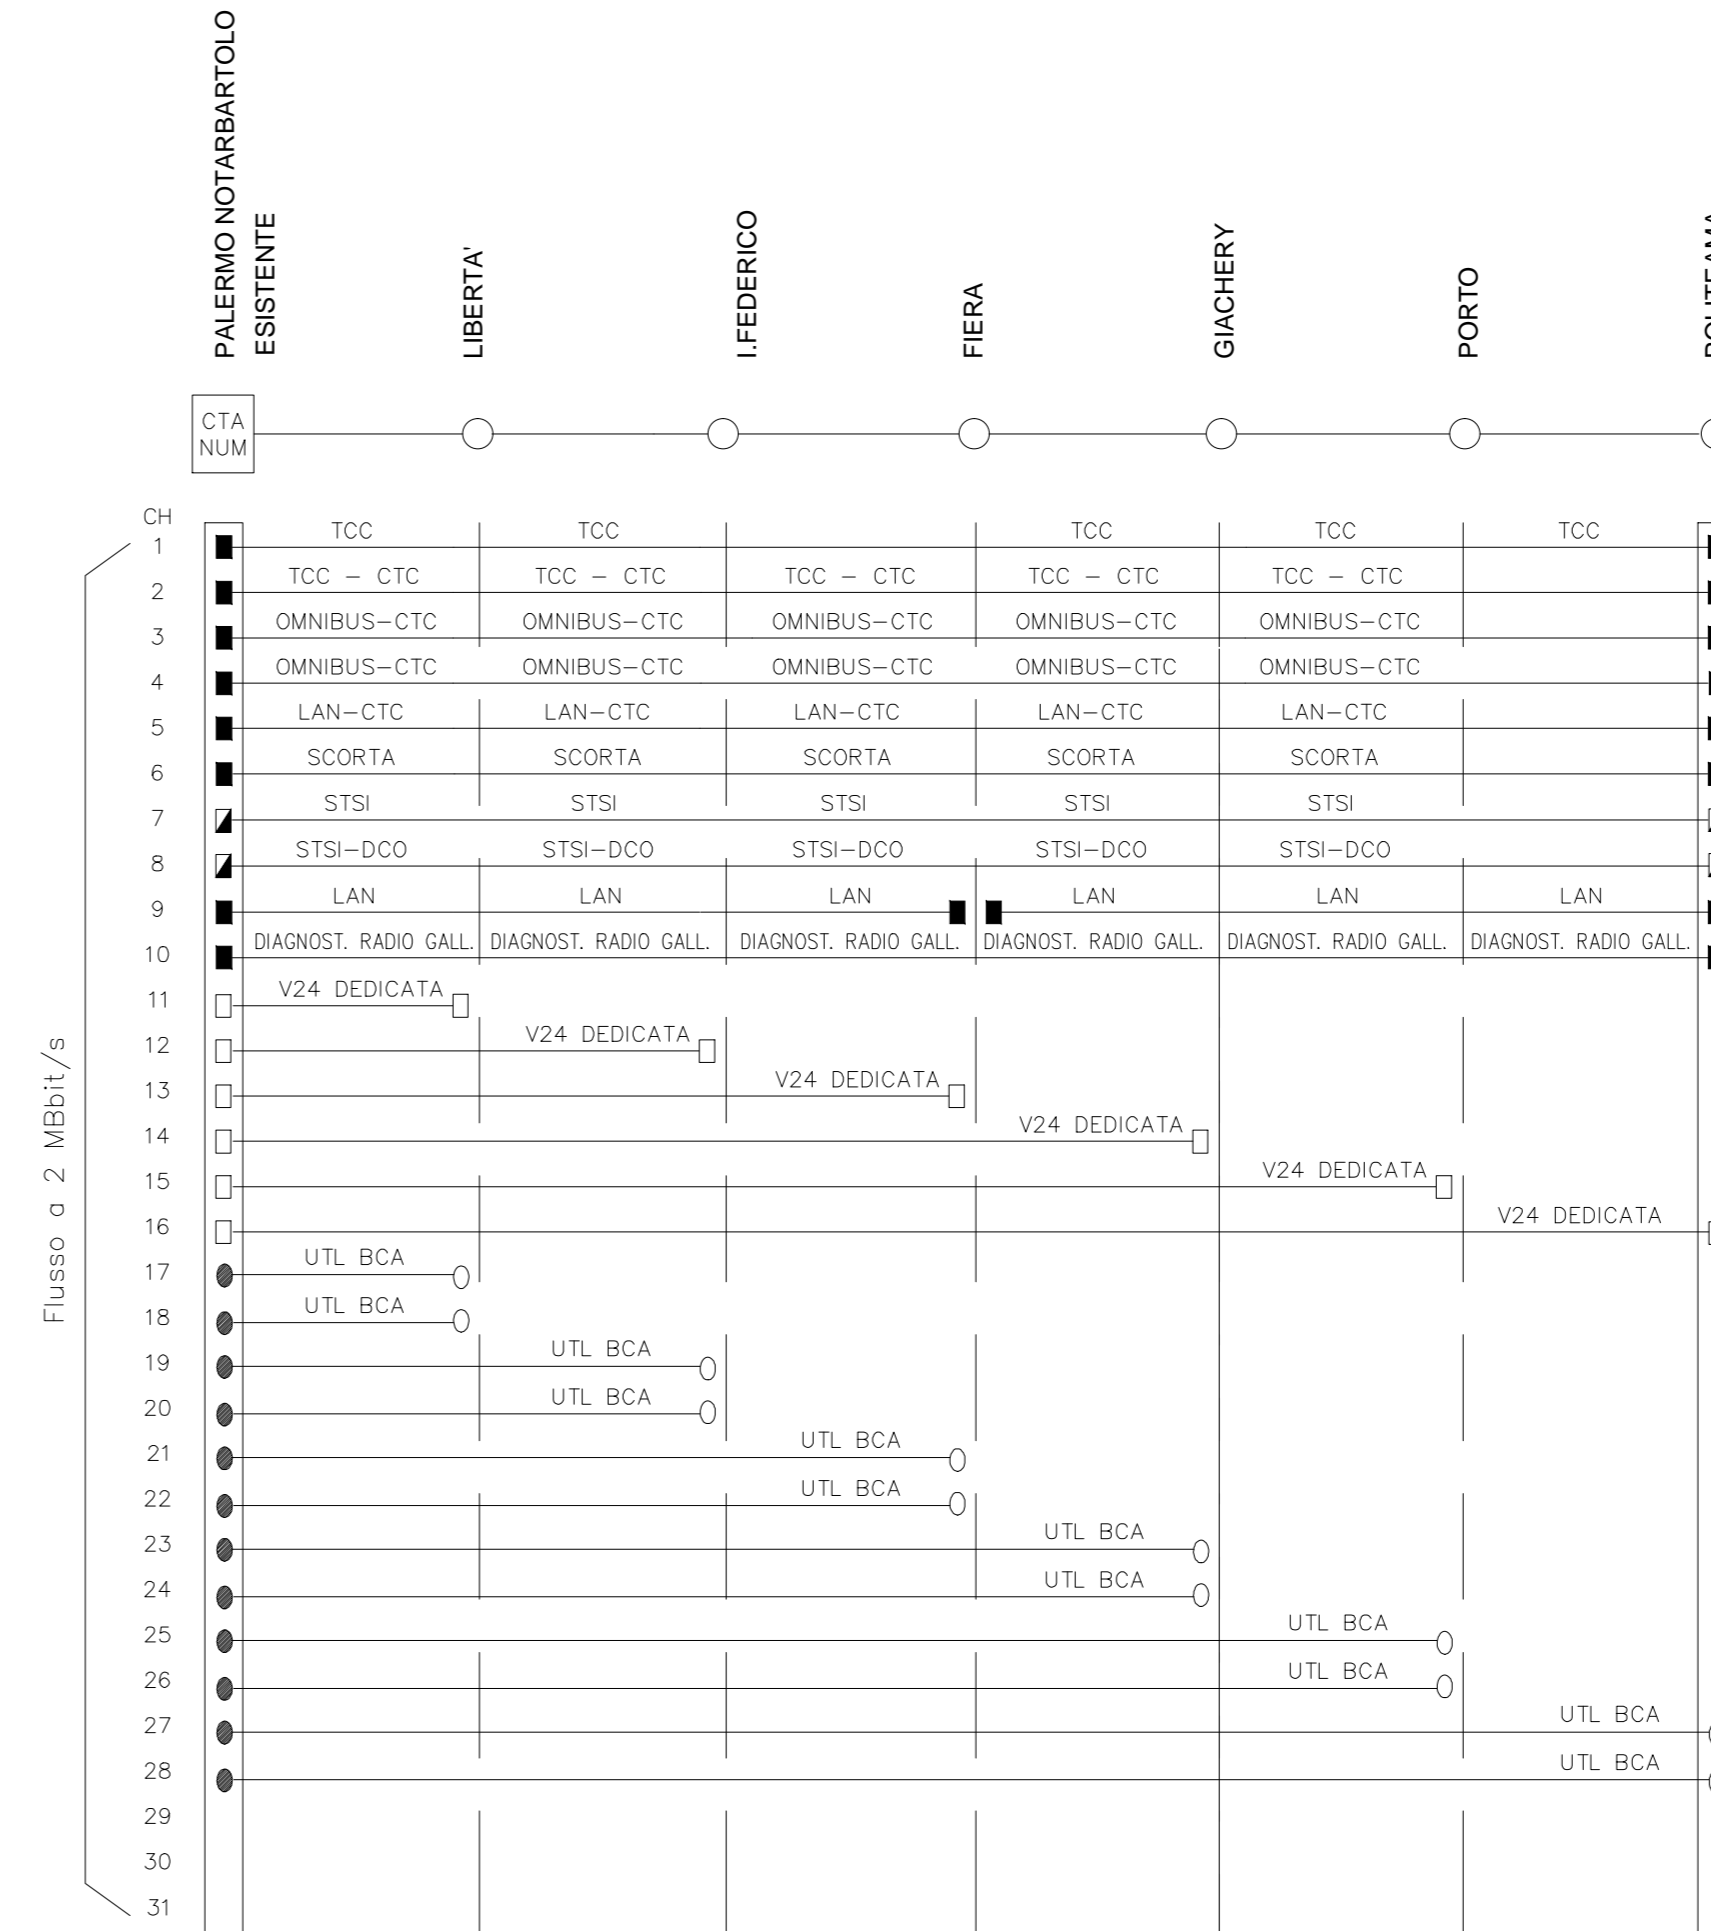 PALERMO NOTARBARTOLO
ESISTENTE
LIBERTA'
I.FEDERICO
FIERA
GIACHERY
PORTO
POLITEAMA
CTA
NUM
CH
TCC TCC TCC TCC TCC
1
TCC - CTC TCC - CTC TCC - CTC TCC - CTC TCC - CTC
2
OMNIBUS-CTC OMNIBUS-CTC OMNIBUS-CTC OMNIBUS-CTC OMNIBUS-CTC
3
OMNIBUS-CTC OMNIBUS-CTC OMNIBUS-CTC OMNIBUS-CTC OMNIBUS-CTC
4
LAN-CTC LAN-CTC LAN-CTC LAN-CTC LAN-CTC
5
SCORTA SCORTA SCORTA SCORTA SCORTA
6
STSI STSI STSI STSI STSI
7
STSI-DCO STSI-DCO STSI-DCO STSI-DCO STSI-DCO
8
LAN LAN LAN LAN LAN LAN
9
DIAGNOST. RADIO GALL. DIAGNOST. RADIO GALL. DIAGNOST. RADIO GALL. DIAGNOST. RADIO GALL. DIAGNOST. RADIO GALL. DIAGNOST. RADIO GALL.
10
V24 DEDICATA
11
V24 DEDICATA
12
V24 DEDICATA
13
V24 DEDICATA
14
V24 DEDICATA
15
V24 DEDICATA
16
UTL BCA
17
UTL BCA
18
UTL BCA
19
UTL BCA
20
UTL BCA
21
UTL BCA
22
UTL BCA
23
UTL BCA
24
UTL BCA
25
UTL BCA
26
UTL BCA
27
UTL BCA
28
29
30
31
Flusso a 2 MBbit/s